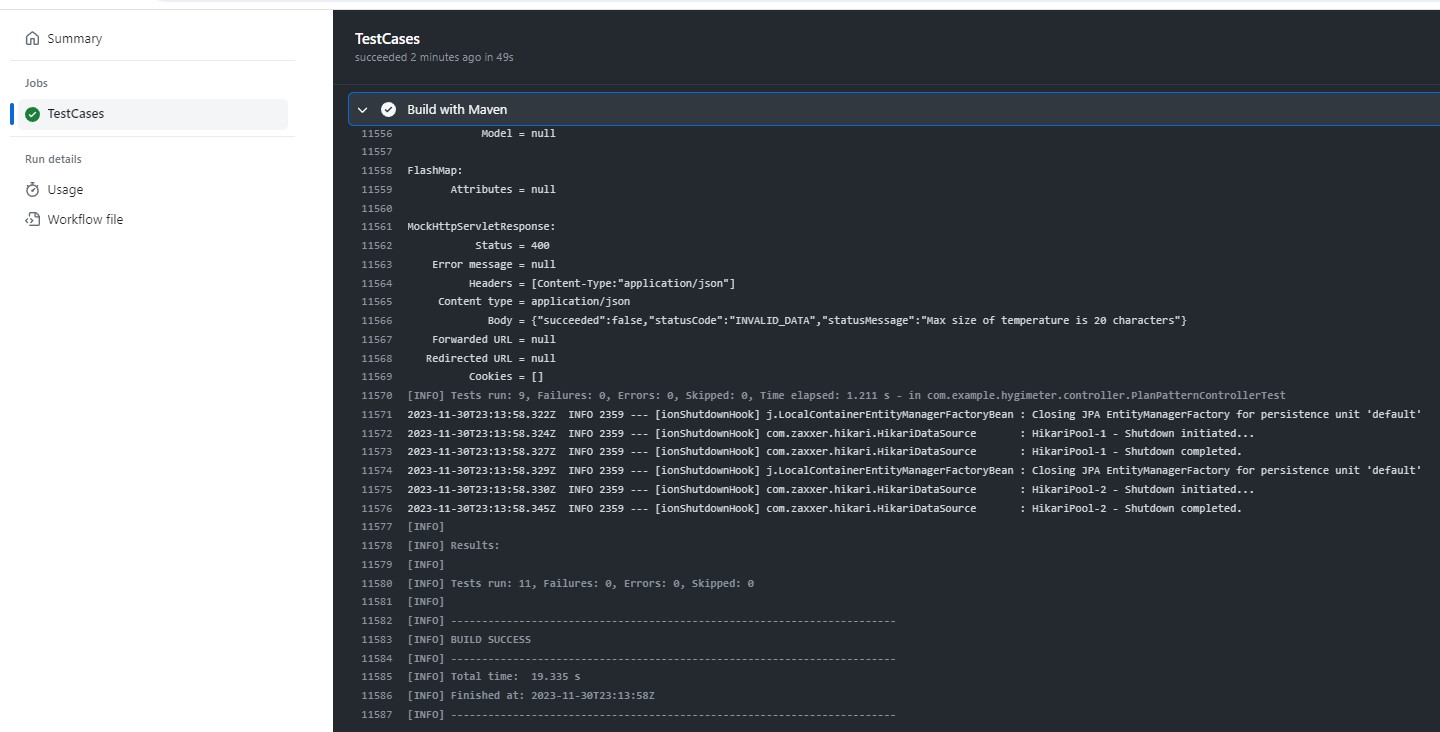 Summary
Jobs
TestCases
Run details
Usage
Workflow file
TestCases
succeeded 2 minutes ago in 49s
Build with Maven
11556 Model = null
11557
11558 FlashMap:
11559 Attributes = null
11560
11561 MockHttpServletResponse:
11562 Status = 400
11563 Error message = null
11564 Headers = [Content-Type:"application/json"]
11565 Content type = application/json
11566 Body = {"succeeded":false,"statusCode":"INVALID_DATA","statusMessage":"Max size of temperature is 20 characters"}
11567 Forwarded URL = null
11568 Redirected URL = null
11569 Cookies = []
11570 [INFO] Tests run: 9, Failures: 0, Errors: 0, Skipped: 0, Time elapsed: 1.211 s - in com.example.hygimeter.controller.PlanPatternControllerTest
11571 2023-11-30T23:13:58.322Z  INFO 2359 --- [ionShutdownHook] j.LocalContainerEntityManagerFactoryBean : Closing JPA EntityManagerFactory for persistence unit 'default'
11572 2023-11-30T23:13:58.324Z  INFO 2359 --- [ionShutdownHook] com.zaxxer.hikari.HikariDataSource       : HikariPool-1 - Shutdown initiated...
11573 2023-11-30T23:13:58.327Z  INFO 2359 --- [ionShutdownHook] com.zaxxer.hikari.HikariDataSource       : HikariPool-1 - Shutdown completed.
11574 2023-11-30T23:13:58.329Z  INFO 2359 --- [ionShutdownHook] j.LocalContainerEntityManagerFactoryBean : Closing JPA EntityManagerFactory for persistence unit 'default'
11575 2023-11-30T23:13:58.330Z  INFO 2359 --- [ionShutdownHook] com.zaxxer.hikari.HikariDataSource       : HikariPool-2 - Shutdown initiated...
11576 2023-11-30T23:13:58.345Z  INFO 2359 --- [ionShutdownHook] com.zaxxer.hikari.HikariDataSource       : HikariPool-2 - Shutdown completed.
11577 [INFO]
11578 [INFO] Results:
11579 [INFO]
11580 [INFO] Tests run: 11, Failures: 0, Errors: 0, Skipped: 0
11581 [INFO]
11582 [INFO] ------------------------------------------------------------------------
11583 [INFO] BUILD SUCCESS
11584 [INFO] ------------------------------------------------------------------------
11585 [INFO] Total time:  19.335 s
11586 [INFO] Finished at: 2023-11-30T23:13:58Z
11587 [INFO] ------------------------------------------------------------------------